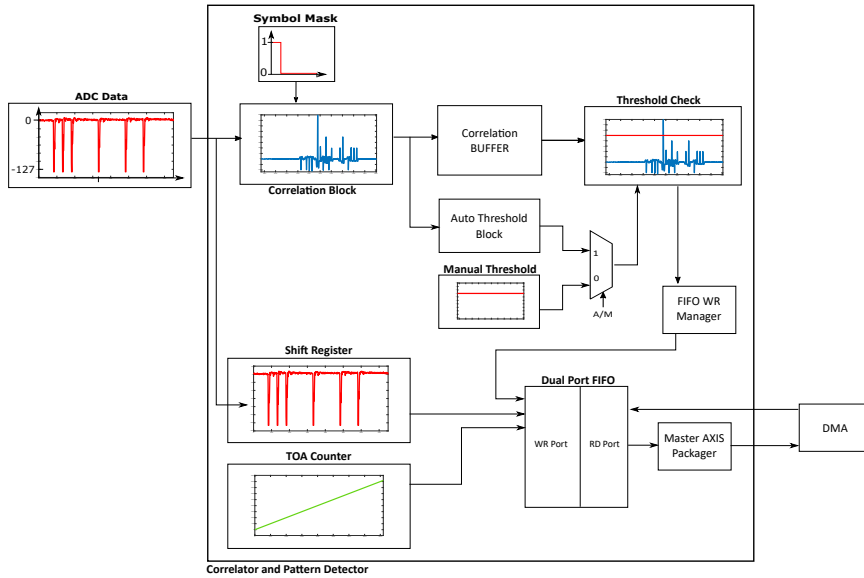 Symbol Mask
1
0
ADC Data
0
-127
Correlation Block
Correlation
BUFFER
Threshold Check
Auto Threshold
Block
1
0
A/M
Manual Threshold
FIFO WR
Manager
Shift Register
Dual Port FIFO
WR Port
RD Port
Master AXIS
Packager
DMA
TOA Counter
Correlator and Pattern Detector